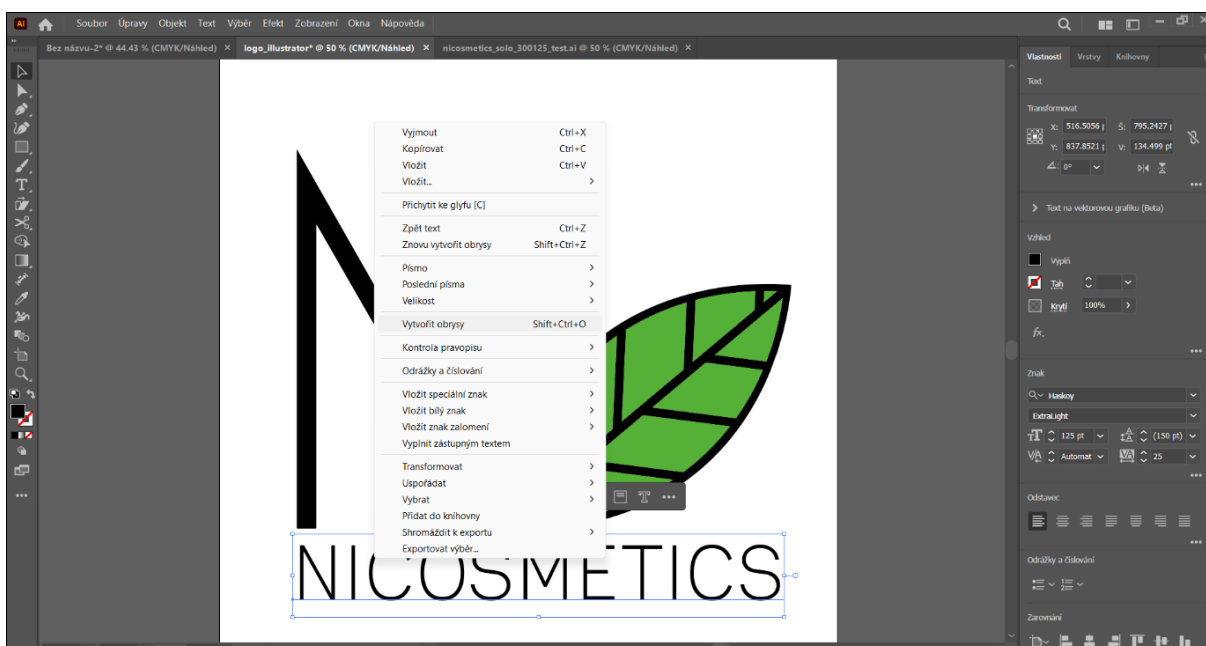 Ai Soubor Úpravy Objekt Text Výběr Efekt Zobrazení Okna Nápověda
Bez názvu-2* @ 44.43 % (CMYK/Náhled) × logo_illustrator* @ 50 % (CMYK/Náhled) × nicosmetics_solo_300125_test.ai @ 50 % (CMYK/Náhled) ×
Vlastnosti Vrstvy Knihovny
Text
Transformovat
X: 516.5056 Š: 795.2427
Y: 837.8521 V: 134.499 pt
0°
Text na vektorovou grafiku (Beta)
Vzhled
Výplň
Tah
Krytí 100%
fx.
Znak
Haskoy
ExtraLight
125 pt (150 pt)
Automat 25
Odstavec
Odrážky a číslování
Zarovnání
Vyjmout Ctrl+X
Kopírovat Ctrl+C
Vložit Ctrl+V
Vložit...
Přichytit ke glyfu [C]
Zpět text Ctrl+Z
Znovu vytvořit obrysy Shift+Ctrl+Z
Písmo
Poslední písma
Velikost
Vytvořit obrysy Shift+Ctrl+O
Kontrola pravopisu
Odrážky a číslování
Vložit speciální znak
Vložit bílý znak
Vložit znak zalomení
Vyplnit zástupným textem
Transformovat
Uspořádat
Vybrat
Přidat do knihovny
Shromáždit k exportu
Exportovat výběr...
NICOSMETICS